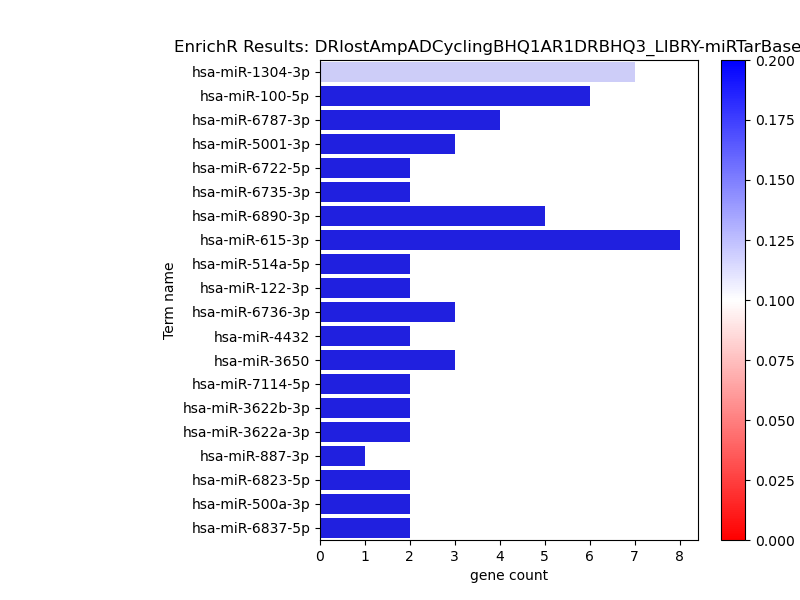 EnrichR Results: DRlostAmpADCyclingBHQ1AR1DRBHQ3_LIBRY-miRTarBase
hsa-miR-1304-3p
hsa-miR-100-5p
hsa-miR-6787-3p
hsa-miR-5001-3p
hsa-miR-6722-5p
hsa-miR-6735-3p
hsa-miR-6890-3p
hsa-miR-615-3p
hsa-miR-514a-5p
hsa-miR-122-3p
hsa-miR-6736-3p
hsa-miR-4432
hsa-miR-3650
hsa-miR-7114-5p
hsa-miR-3622b-3p
hsa-miR-3622a-3p
hsa-miR-887-3p
hsa-miR-6823-5p
hsa-miR-500a-3p
hsa-miR-6837-5p
Term name
0 1 2 3 4 5 6 7 8
gene count
0.200
0.175
0.150
0.125
0.100
0.075
0.050
0.025
0.000